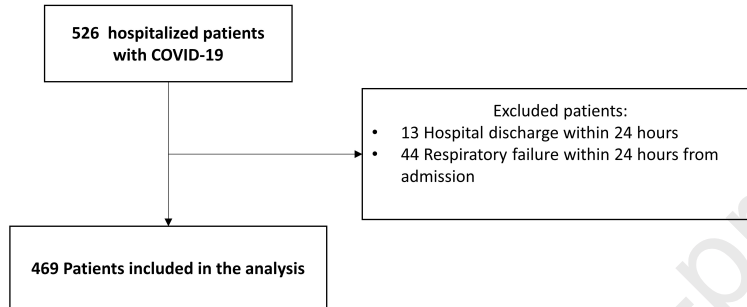 526 hospitalized patients
with COVID-19
Excluded patients:
• 13 Hospital discharge within 24 hours
• 44 Respiratory failure within 24 hours from
admission
469 Patients included in the analysis